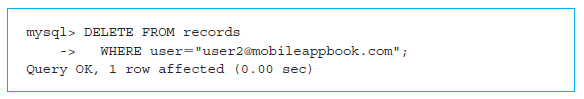 mysql> DELETE FROM records
    ->   WHERE user="user2@mobileappbook.com";
Query OK, 1 row affected (0.00 sec)